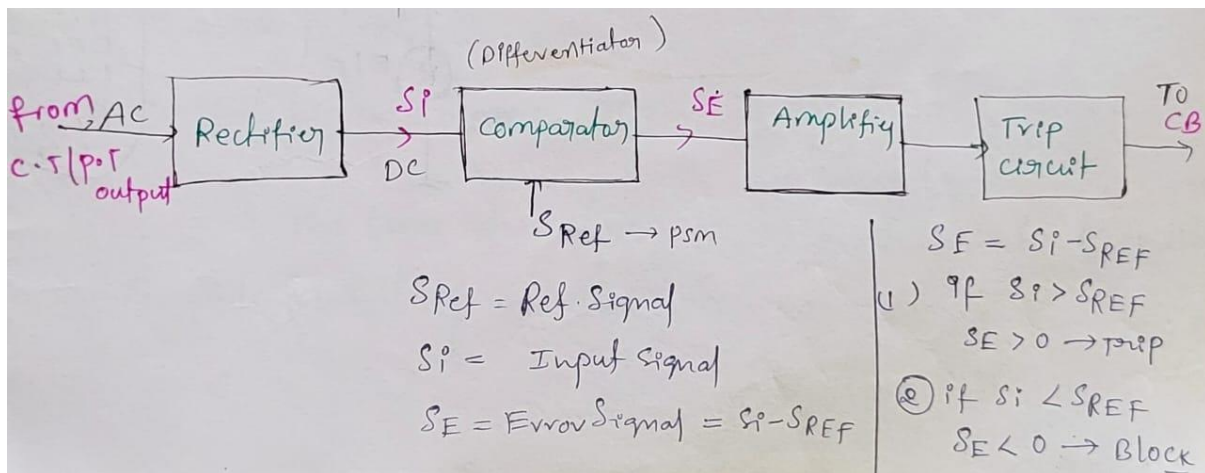 (Differentiator)
from AC
c.T/p.T
output
Rectifier
Si
DC
Comparator
SE
Amplifiy
Trip
circuit
TO
CB
SRef → PSM
SRef = Ref. Signal
Si = Input Signal
SE = Error Signal = Si-SREF
SE = Si-SREF
(1) If Si > SREF
SE > 0 → Trip
(2) if Si < SREF
SE < 0 → Block